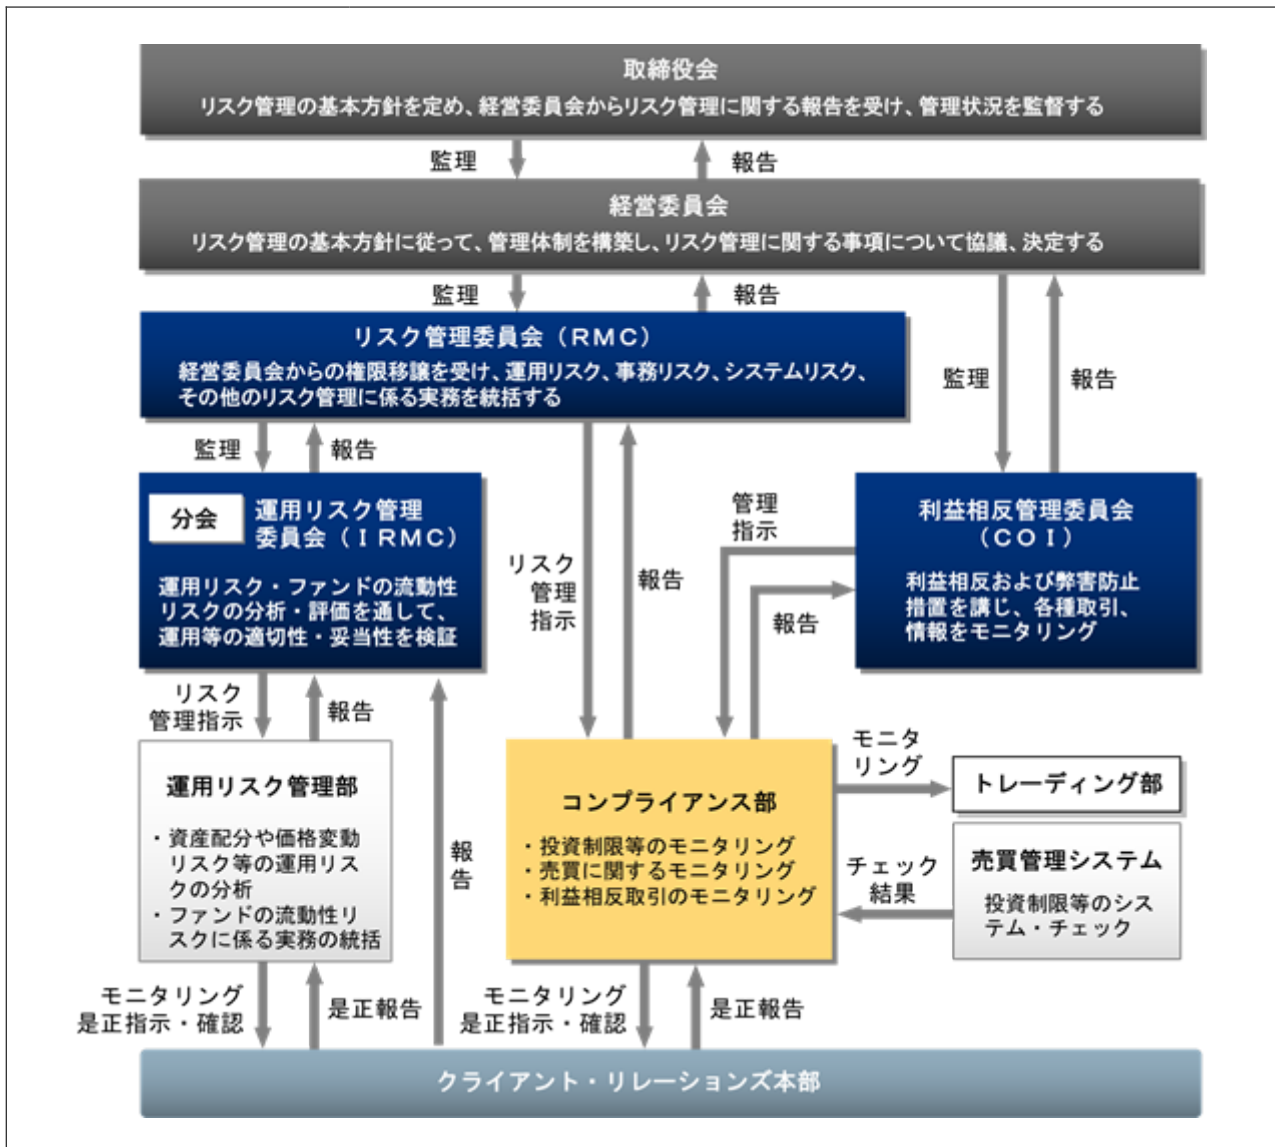 取締役会
リスク管理の基本方針を定め、経営委員会からリスク管理に関する報告を受け、管理状況を監督する
監理
報告
経営委員会
リスク管理の基本方針に従って、管理体制を構築し、リスク管理に関する事項について協議、決定する
監理
報告
リスク管理委員会（ＲＭＣ）
経営委員会からの権限移譲を受け、運用リスク、事務リスク、システムリスク、
その他のリスク管理に係る実務を統括する
監理
報告
監理
報告
分会
運用リスク管理
委員会（ＩＲＭＣ）
運用リスク・ファンドの流動性
リスクの分析・評価を通して、
運用等の適切性・妥当性を検証
リスク
管理
指示
報告
管理
指示
報告
利益相反管理委員会
（ＣＯＩ）
利益相反および弊害防止
措置を講じ、各種取引、
情報をモニタリング
リスク
管理指示
報告
運用リスク管理部
・資産配分や価格変動
リスク等の運用リス
クの分析
・ファンドの流動性リ
スクに係る実務の統括
報
告
コンプライアンス部
・投資制限等のモニタリング
・売買に関するモニタリング
・利益相反取引のモニタリング
モニタ
リング
トレーディング部
チェック
結果
売買管理システム
投資制限等のシス
テム・チェック
モニタリング
是正指示・確認
是正報告
モニタリング
是正指示・確認
是正報告
クライアント・リレーションズ本部